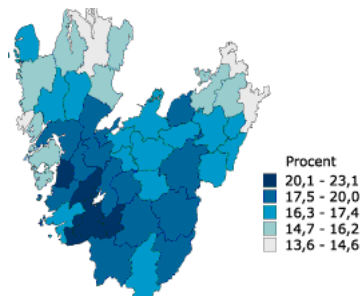 Procent
20,1 - 23,1
17,5 - 20,0
16,3 - 17,4
14,7 - 16,2
13,6 - 14,6